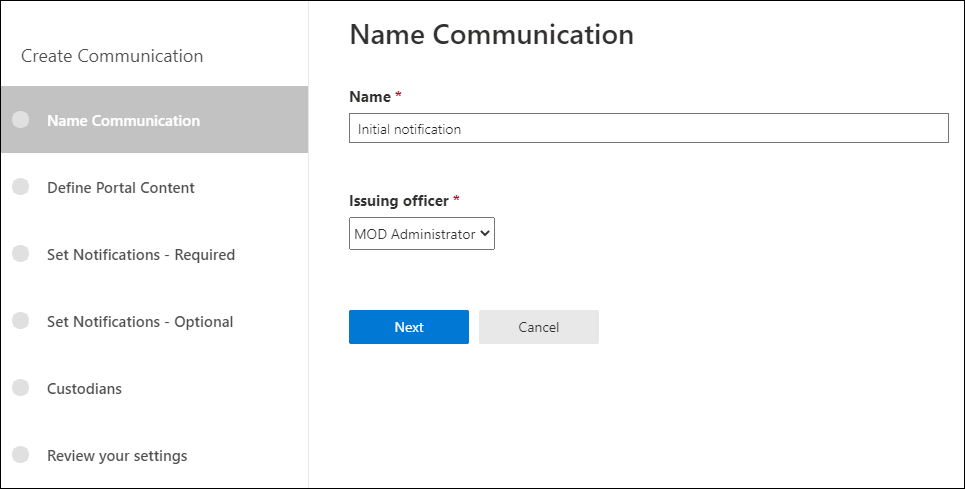 Create Communication
Name Communication
Define Portal Content
Set Notifications - Required
Set Notifications - Optional
Custodians
Review your settings
Name Communication
Name *
Initial notification
Issuing officer *
MOD Administrator
Next
Cancel